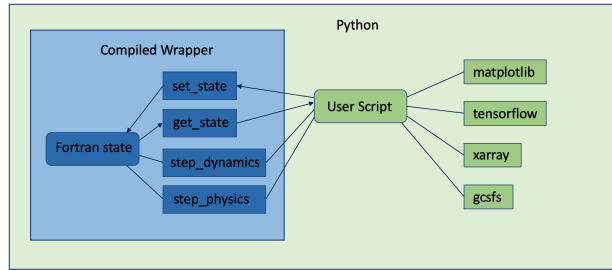 Python
Compiled Wrapper
set_state
get_state
Fortran state
step_dynamics
step_physics
User Script
matplotlib
tensorflow
xarray
gcsfs